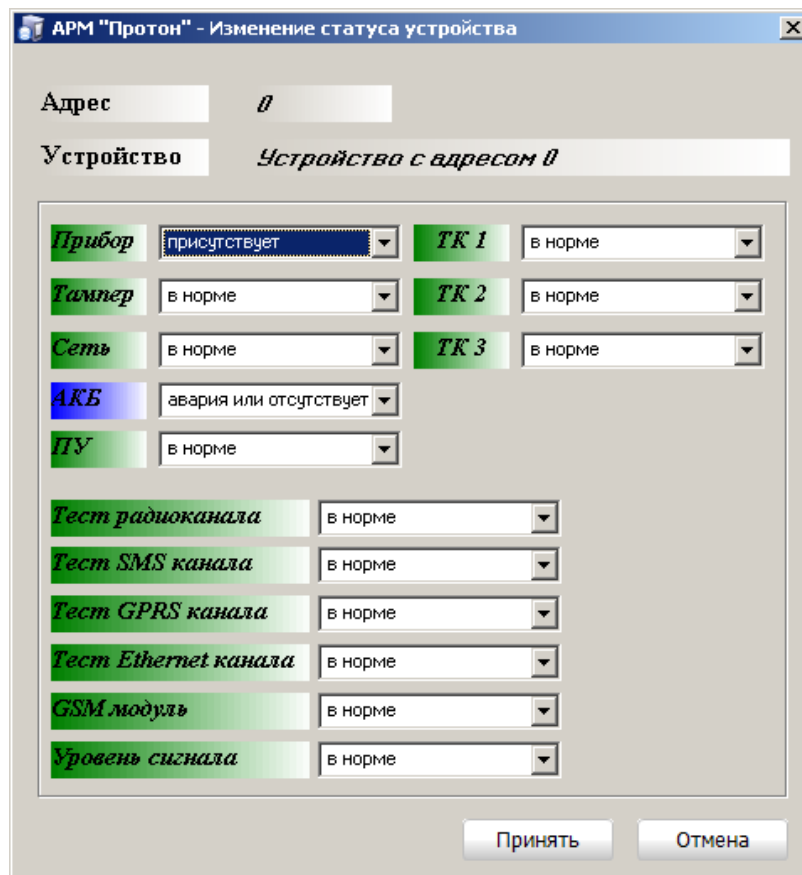 АРМ "Протон" - Изменение статуса устройства
Адрес 0
Устройство Устройство с адресом 0
Прибор присутствует ТК 1 в норме
Тампер в норме ТК 2 в норме
Сеть в норме ТК 3 в норме
АКБ авария или отсутствует
ПУ в норме
Тест радиоканала в норме
Тест SMS канала в норме
Тест GPRS канала в норме
Тест Ethernet канала в норме
GSM модуль в норме
Уровень сигнала в норме
Принять Отмена